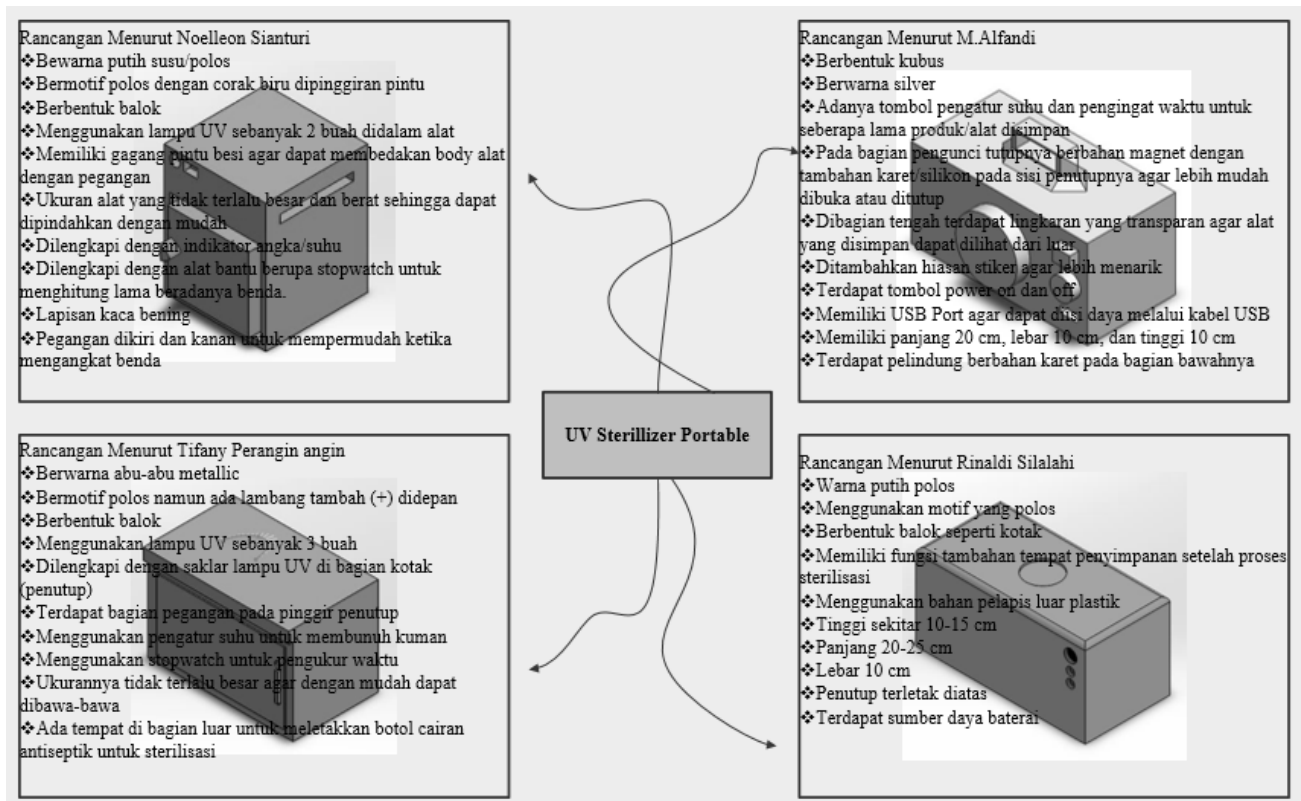 Rancangan Menurut Noelleon Sianturi
❖Bewarna putih susu/polos
❖Bermotif polos dengan corak biru dipinggiran pintu
❖Berbentuk balok
❖Menggunakan lampu UV sebanyak 2 buah didalam alat
❖Memiliki gagang pintu besi agar dapat membedakan body alat
dengan pegangan
❖Ukuran alat yang tidak terlalu besar dan berat sehingga dapat
dipindahkan dengan mudah
❖Dilengkapi dengan indikator angka/suhu
❖Dilengkapi dengan alat bantu berupa stopwatch untuk
menghitung lama beradanya benda.
❖Lapisan kaca bening
❖Pegangan dikiri dan kanan untuk mempermudah ketika
mengangkat benda
Rancangan Menurut M.Alfandi
❖Berbentuk kubus
❖Berwarna silver
❖Adanya tombol pengatur suhu dan pengingat waktu untuk
seberapa lama produk/alat disimpan
❖Pada bagian pengunci tutupnya berbahan magnet dengan
tambahan karet/silikon pada sisi penutupnya agar lebih mudah
dibuka atau ditutup
❖Dibagian tengah terdapat lingkaran yang transparan agar alat
yang disimpan dapat dilihat dari luar
❖Ditambahkan hiasan stiker agar lebih menarik
❖Terdapat tombol power on dan off
❖Memiliki USB Port agar dapat diisi daya melalui kabel USB
❖Memiliki panjang 20 cm, lebar 10 cm, dan tinggi 10 cm
❖Terdapat pelindung berbahan karet pada bagian bawahnya
UV Sterillizer Portable
Rancangan Menurut Tifany Perangin angin
❖Berwarna abu-abu metallic
❖Bermotif polos namun ada lambang tambah (+) didepan
❖Berbentuk balok
❖Menggunakan lampu UV sebanyak 3 buah
❖Dilengkapi dengan saklar lampu UV di bagian kotak
(penutup)
❖Terdapat bagian pegangan pada pinggir penutup
❖Menggunakan pengatur suhu untuk membunuh kuman
❖Menggunakan stopwatch untuk pengukur waktu
❖Ukurannya tidak terlalu besar agar dengan mudah dapat
dibawa-bawa
❖Ada tempat di bagian luar untuk meletakkan botol cairan
antiseptik untuk sterilisasi
Rancangan Menurut Rinaldi Silalahi
❖Warna putih polos
❖Menggunakan motif yang polos
❖Berbentuk balok seperti kotak
❖Memiliki fungsi tambahan tempat penyimpanan setelah proses
sterilisasi
❖Menggunakan bahan pelapis luar plastik
❖Tinggi sekitar 10-15 cm
❖Panjang 20-25 cm
❖Lebar 10 cm
❖Penutup terletak diatas
❖Terdapat sumber daya baterai